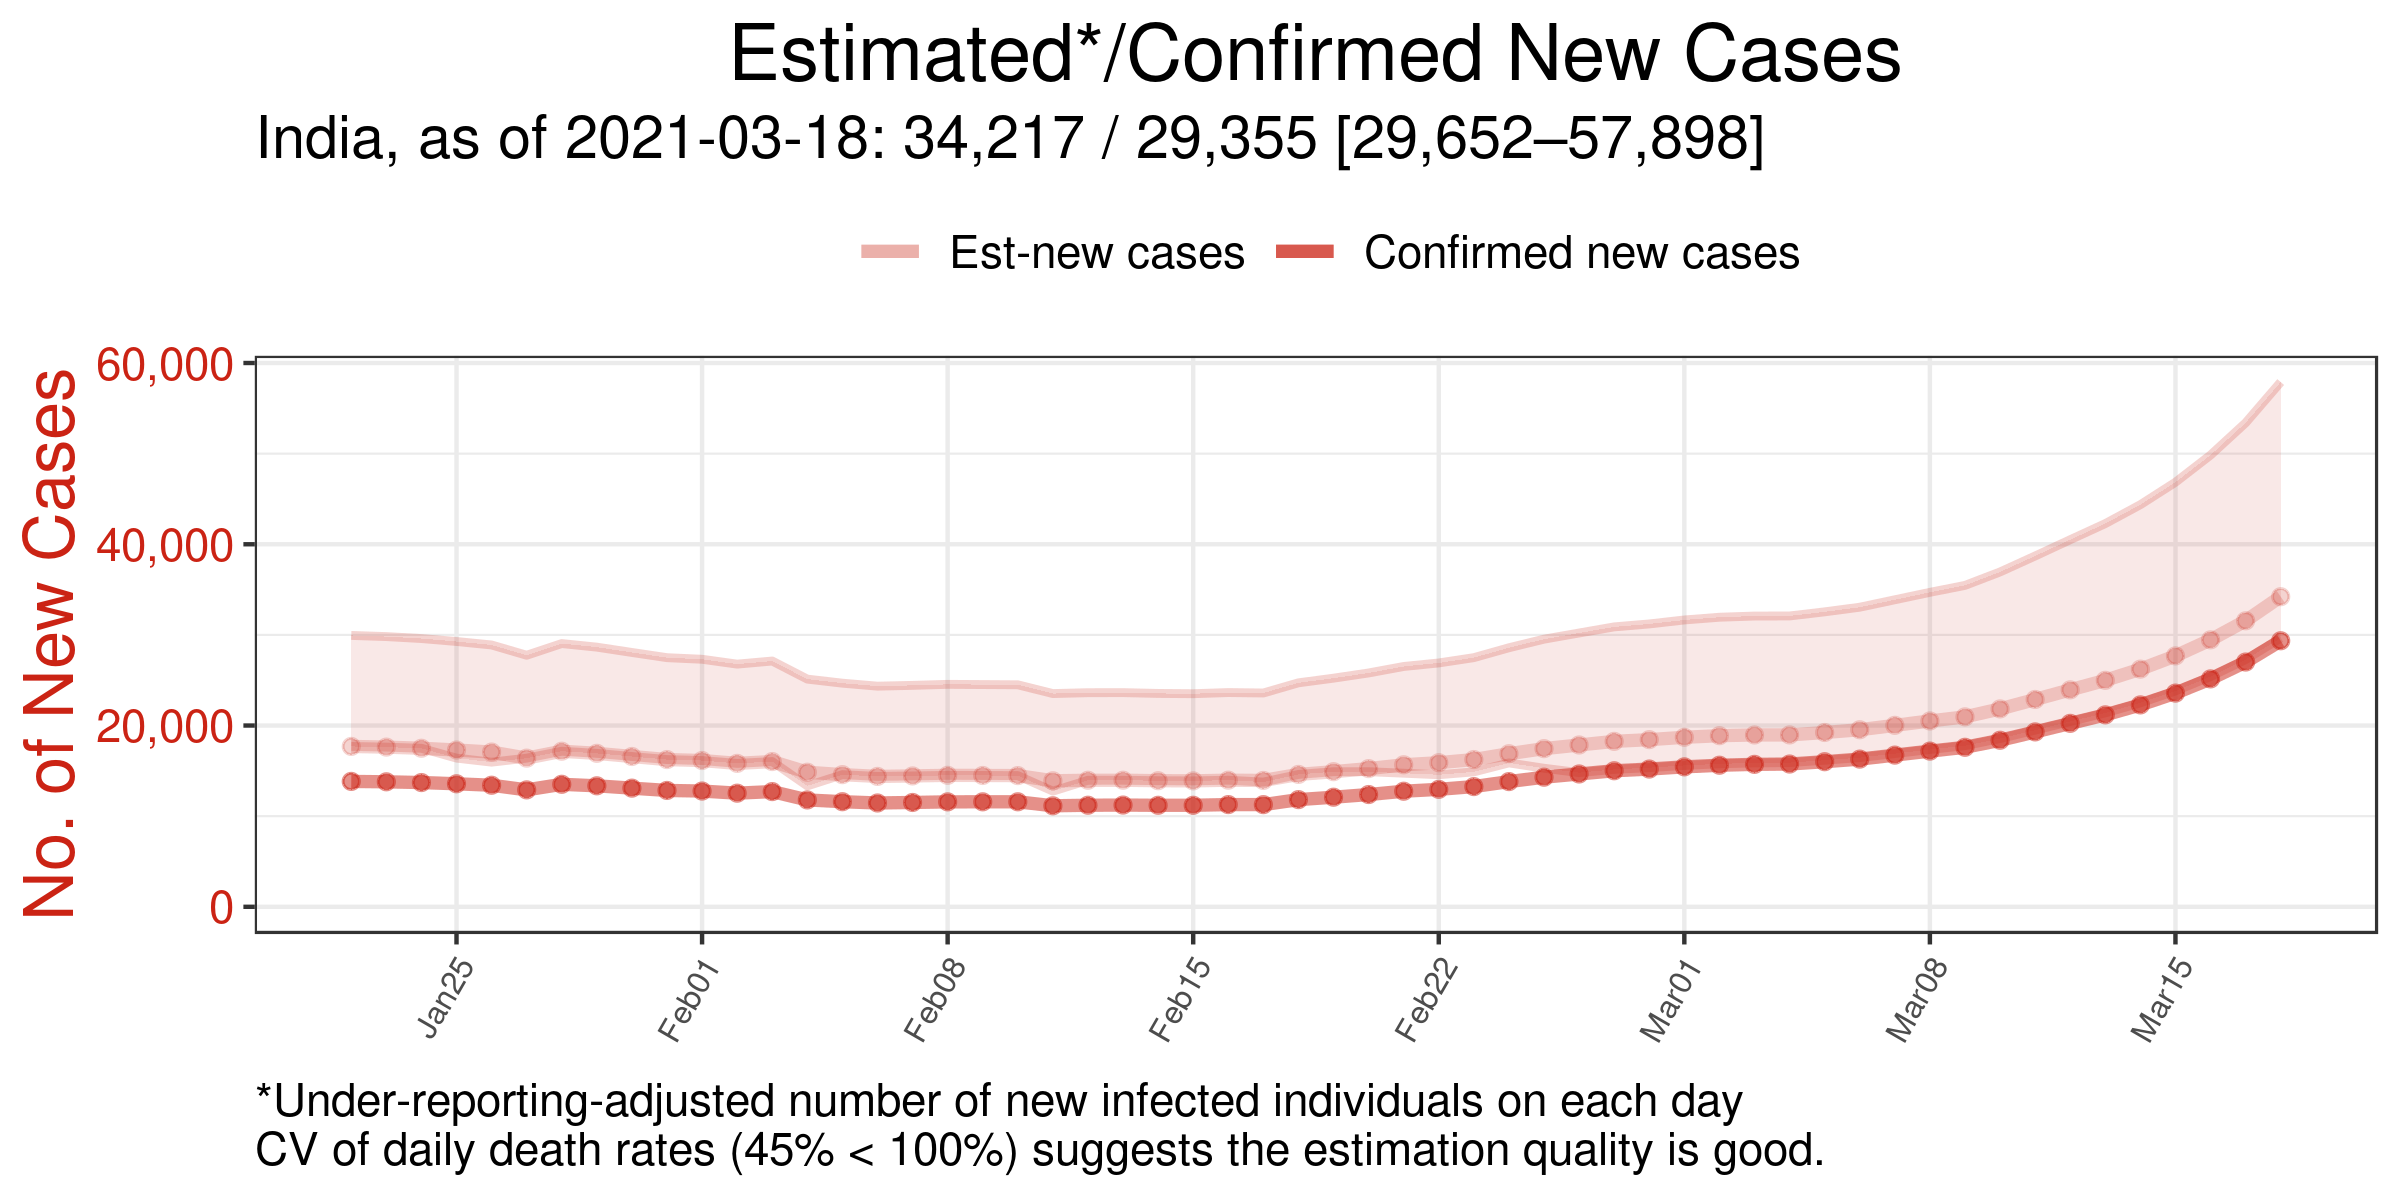 Estimated*/Confirmed New Cases
India, as of 2021-03-18: 34,217 / 29,355 [29,652–57,898]
Est-new cases Confirmed new cases
No. of New Cases
60,000
40,000
20,000
0
Jan25 Feb01 Feb08 Feb15 Feb22 Mar01 Mar08 Mar15
*Under-reporting-adjusted number of new infected individuals on each day
CV of daily death rates (45% < 100%) suggests the estimation quality is good.